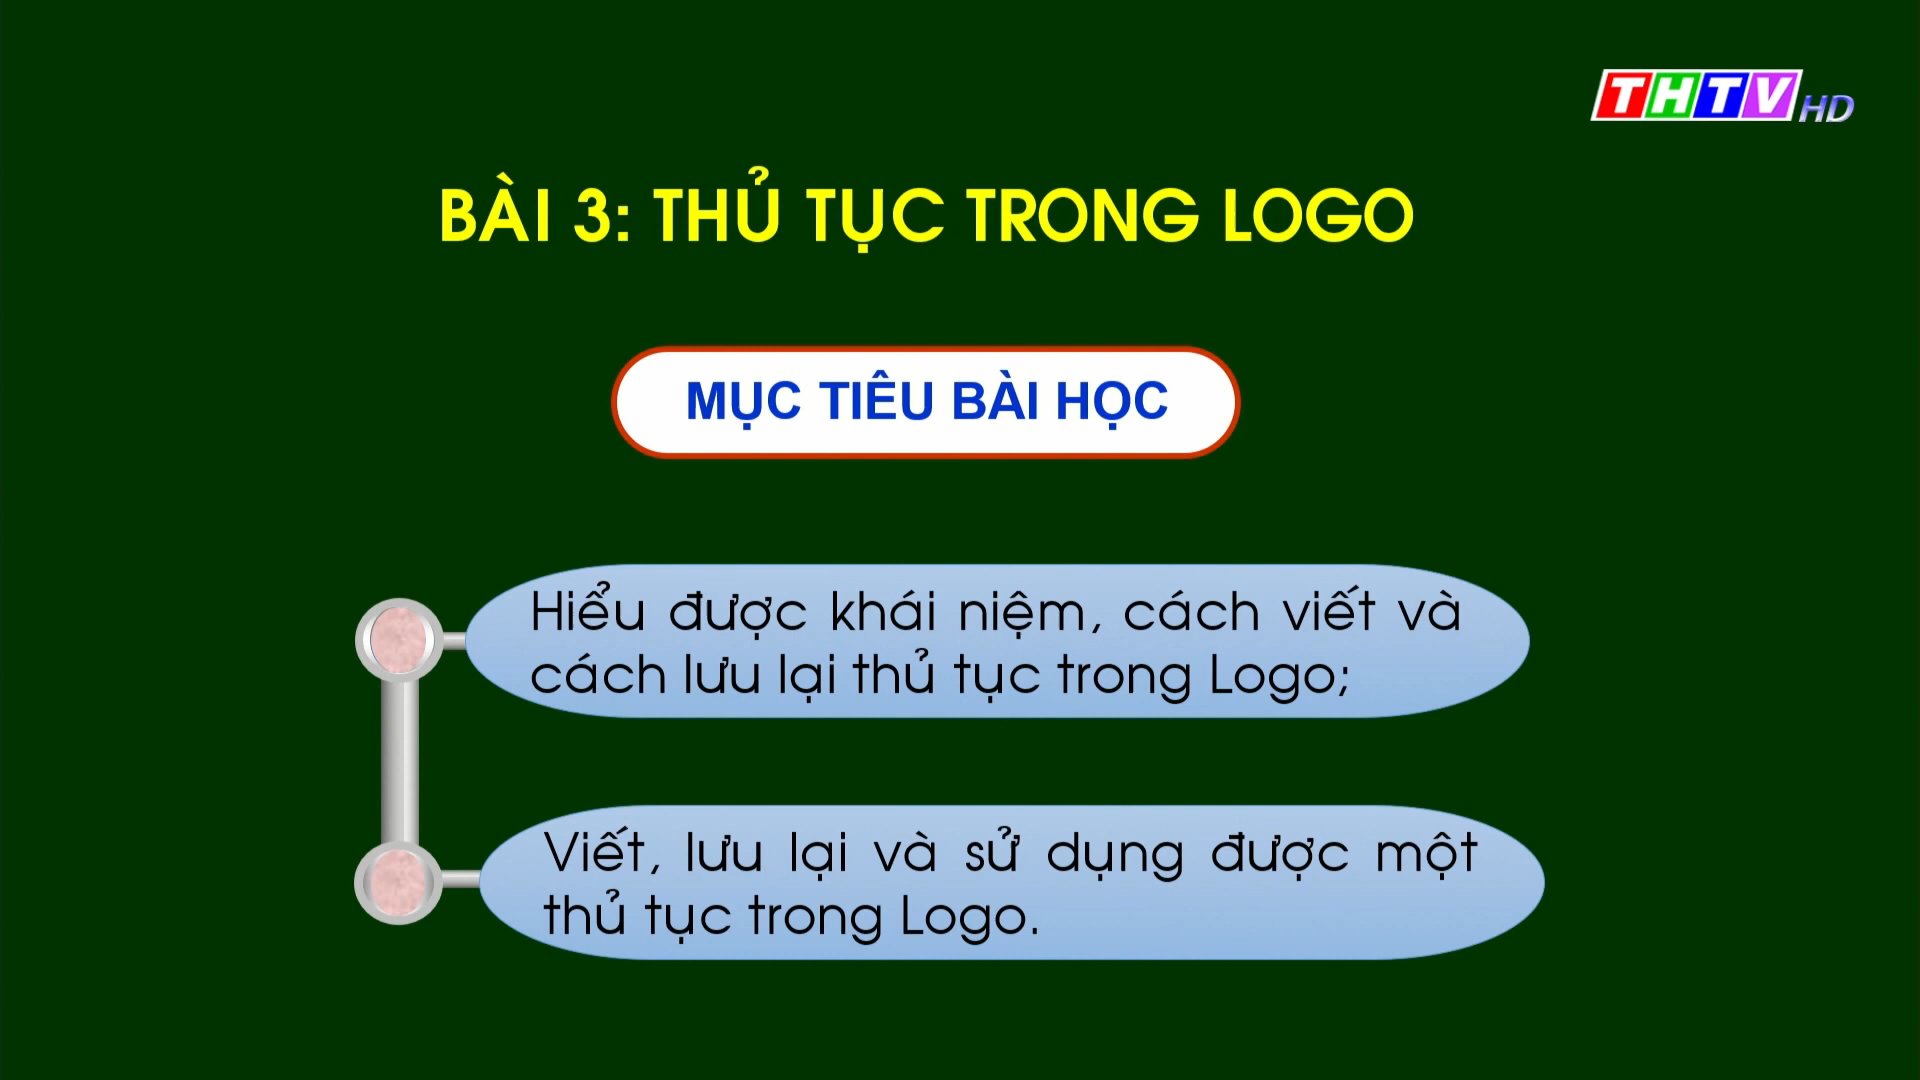 THTV HD
BÀI 3: THỦ TỤC TRONG LOGO
MỤC TIÊU BÀI HỌC
Hiểu được khái niệm, cách viết và
cách lưu lại thủ tục trong Logo;
Viết, lưu lại và sử dụng được một
thủ tục trong Logo.